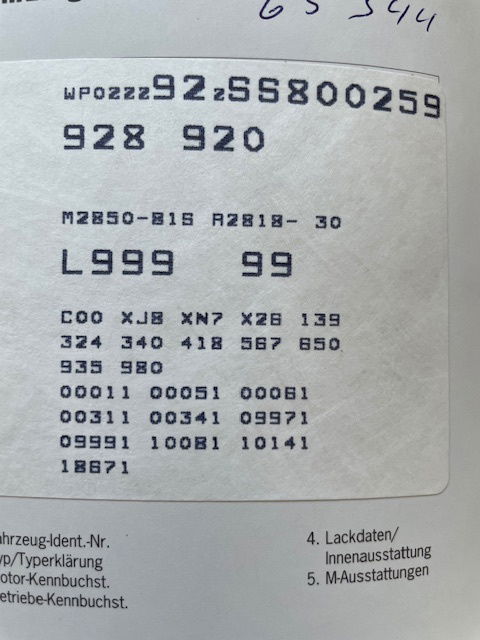 65 344
WP0ZZZ92ZSS800259
928 920
M2850-81S A2818- 30
L999 99
C00 XJ8 XN7 X26 139
324 340 418 567 650
935 980
00011 00051 00061
00311 00341 09971
09991 10081 10141
18671
ahrzeug-Ident.-Nr.
yp/Typerklärung
otor-Kennbuchst.
etriebe-Kennbuchst.
4. Lackdaten/
Innenausstattung
5. M-Ausstattungen